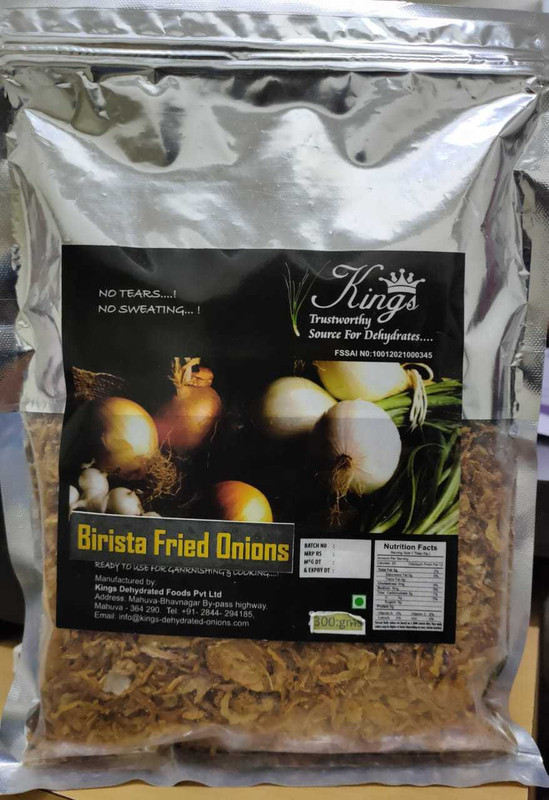 NO TEARS....!
NO SWEATING... !
Kings
Trustworthy
Source For Dehydrates....
FSSAI N0:10012021000345
Birista Fried Onions
READY TO USE FOR GARNISHING & COOKING...!
Manufactured by:
Kings Dehydrated Foods Pvt Ltd
Address: Mahuva-Bhavnagar By-pass highway,
Mahuva - 364 290. Tel: +91- 2844- 294185,
Email: info@kings-dehydrated-onions.com
BATCH NO :
MRP RS :
MFG DT :
& EXPRY DT :
300:gms
Nutrition Facts